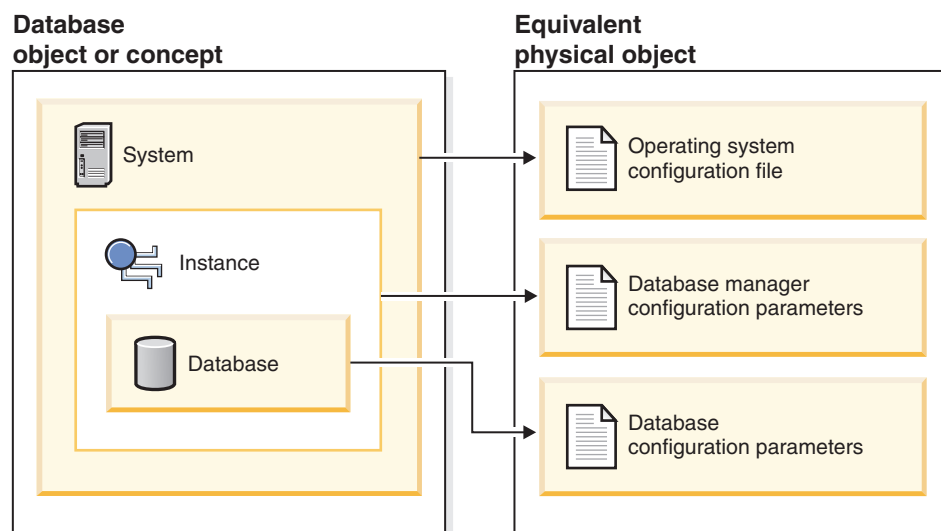 Database
object or concept
Equivalent
physical object
System
Instance
Database
Operating system
configuration file
Database manager
configuration parameters
Database
configuration parameters